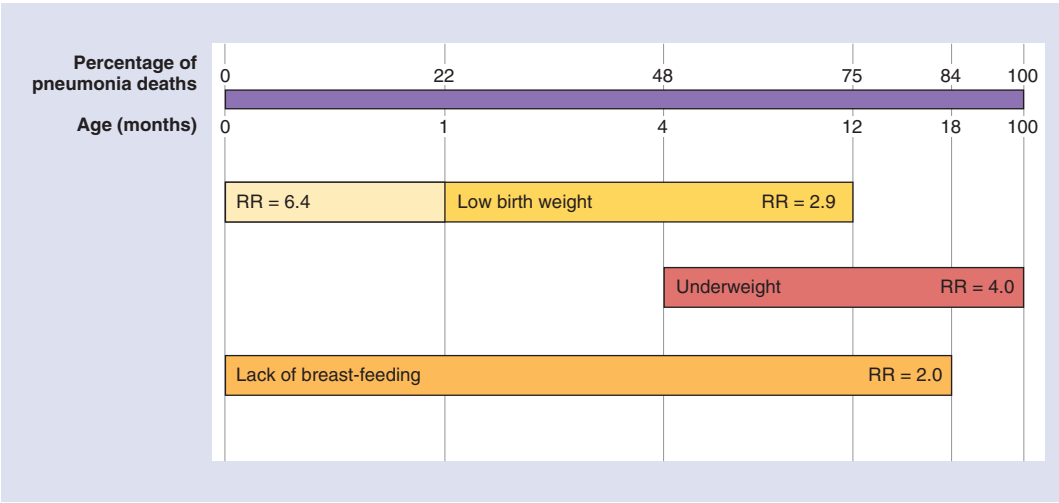 Percentage of
pneumonia deaths
0 22 48 75 84 100
Age (months)
0 1 4 12 18 100
RR = 6.4 Low birth weight RR = 2.9
Underweight RR = 4.0
Lack of breast-feeding RR = 2.0